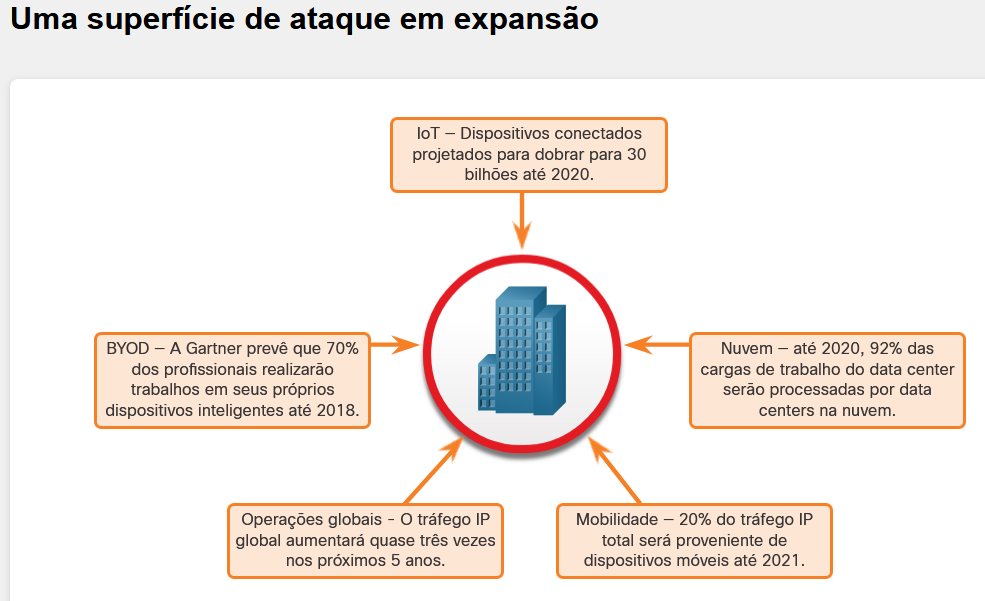 Uma superfície de ataque em expansão
IoT – Dispositivos conectados
projetados para dobrar para 30
bilhões até 2020.
BYOD – A Gartner prevê que 70%
dos profissionais realizarão
trabalhos em seus próprios
dispositivos inteligentes até 2018.
Nuvem – até 2020, 92% das
cargas de trabalho do data center
serão processadas por data
centers na nuvem.
Operações globais - O tráfego IP
global aumentará quase três vezes
nos próximos 5 anos.
Mobilidade – 20% do tráfego IP
total será proveniente de
dispositivos móveis até 2021.